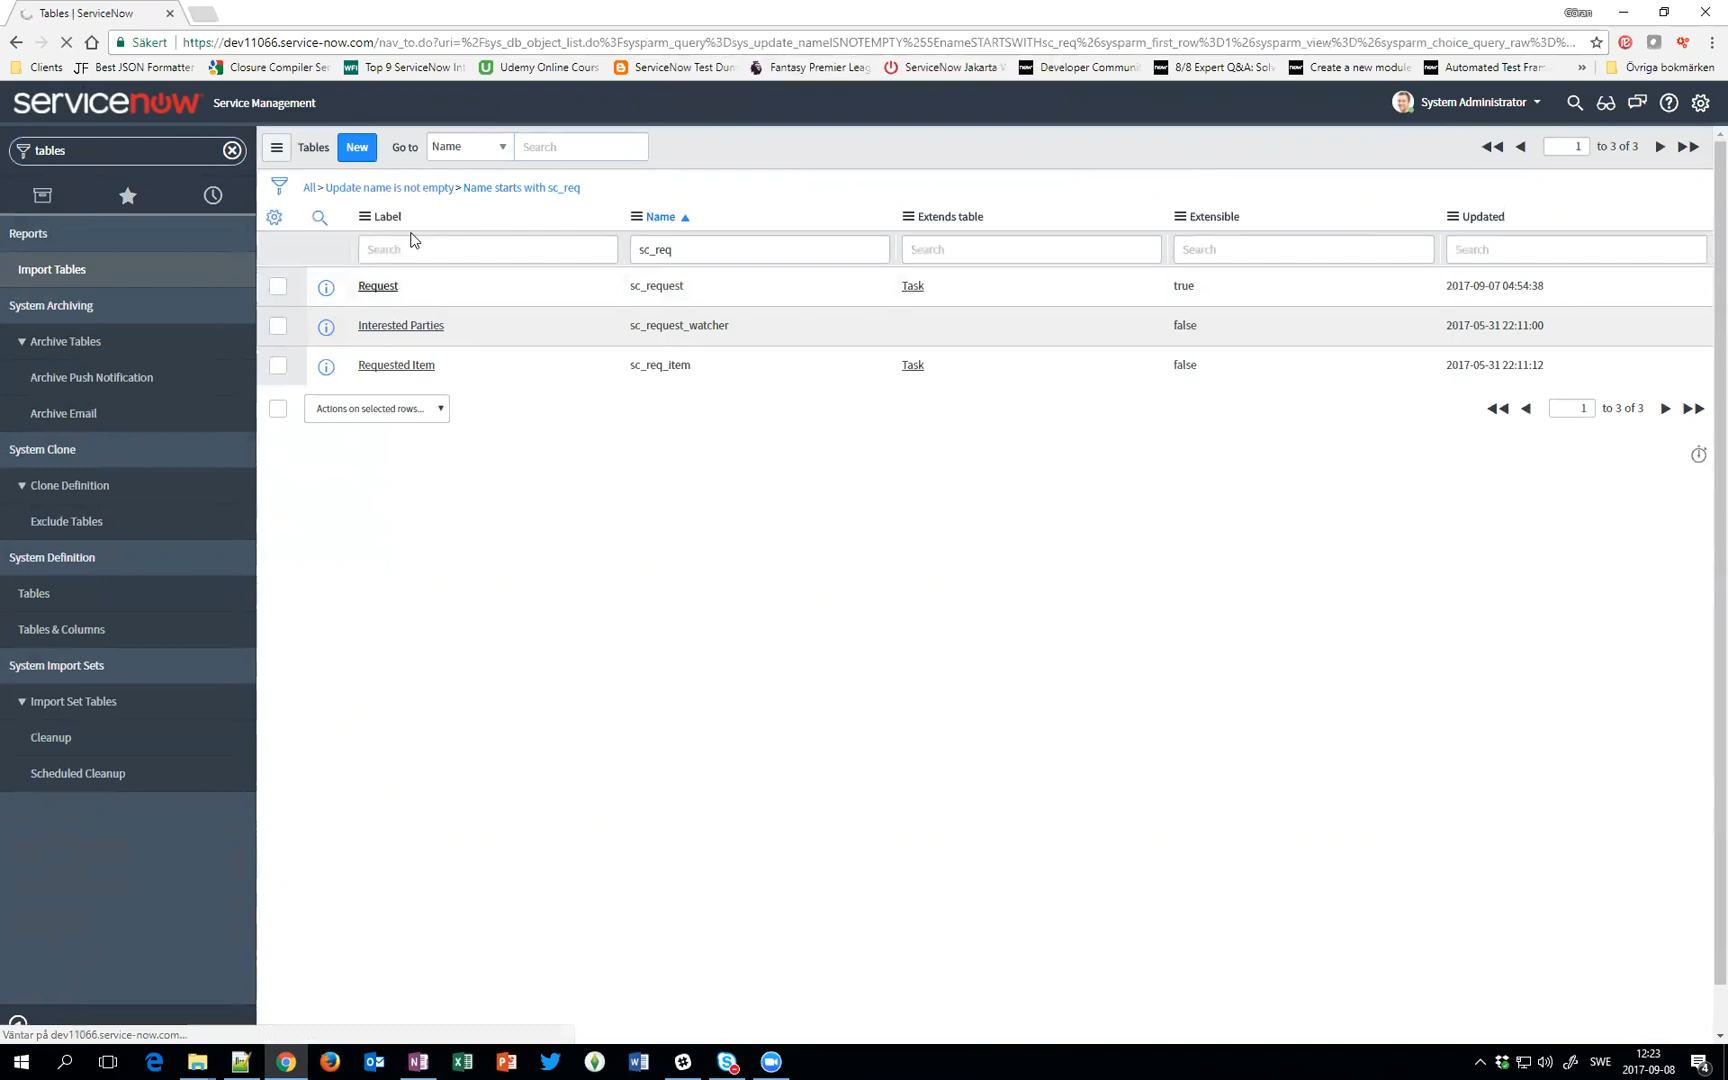 Tables | ServiceNow
Göran
Säkert
https://dev11066.service-now.com/nav_to.do?uri=%2Fsys_db_object_list.do%3Fsysparm_query%3Dsys_update_nameISNOTEMPTY%255EnameSTARTSWITHsc_req%26sysparm_first_row%3D1%26sysparm_view%3D%26sysparm_choice_query_raw%3D%...
Clients
Best JSON Formatter
Closure Compiler Ser
Top 9 ServiceNow Int
Udemy Online Cours
ServiceNow Test Dum
Fantasy Premier Leag
ServiceNow Jakarta V
Developer Communi
8/8 Expert Q&A: Solv
Create a new module
Automated Test Fram
Övriga bokmärken
servicenow Service Management
System Administrator
tables
Reports
Import Tables
System Archiving
Archive Tables
Archive Push Notification
Archive Email
System Clone
Clone Definition
Exclude Tables
System Definition
Tables
Tables & Columns
System Import Sets
Import Set Tables
Cleanup
Scheduled Cleanup
Tables New Go to Name Search 1 to 3 of 3
All > Update name is not empty > Name starts with sc_req
Label Name Extends table Extensible Updated
Search sc_req Search Search Search
Request sc_request Task true 2017-09-07 04:54:38
Interested Parties sc_request_watcher false 2017-05-31 22:11:00
Requested Item sc_req_item Task false 2017-05-31 22:11:12
Actions on selected rows... 1 to 3 of 3
Väntar på dev11066.service-now.com...
SWE
12:23
2017-09-08
4